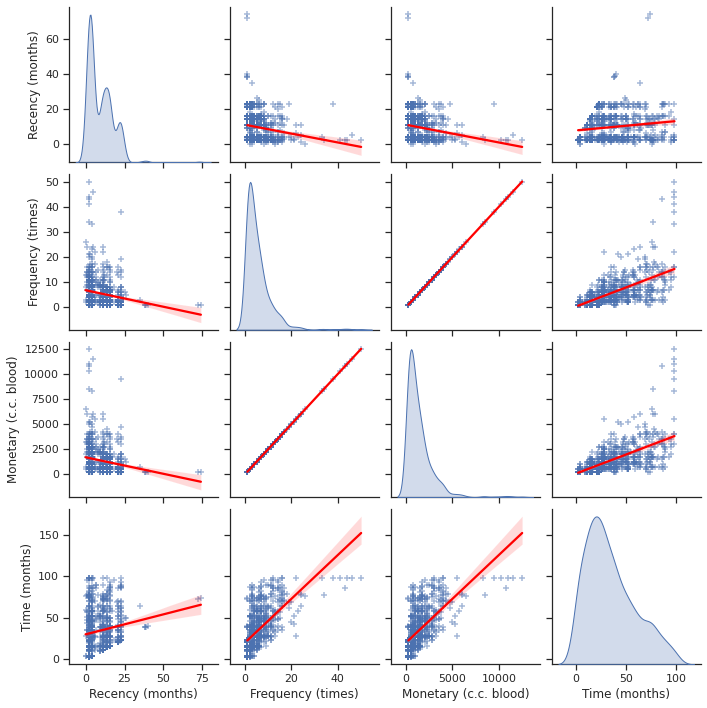 Recency (months)
60
40
20
0
Frequency (times)
50
40
30
20
10
0
Monetary (c.c. blood)
12500
10000
7500
5000
2500
0
Time (months)
150
100
50
0
0 25 50 75
0 20 40
0 5000 10000
0 50 100
Recency (months)
Frequency (times)
Monetary (c.c. blood)
Time (months)